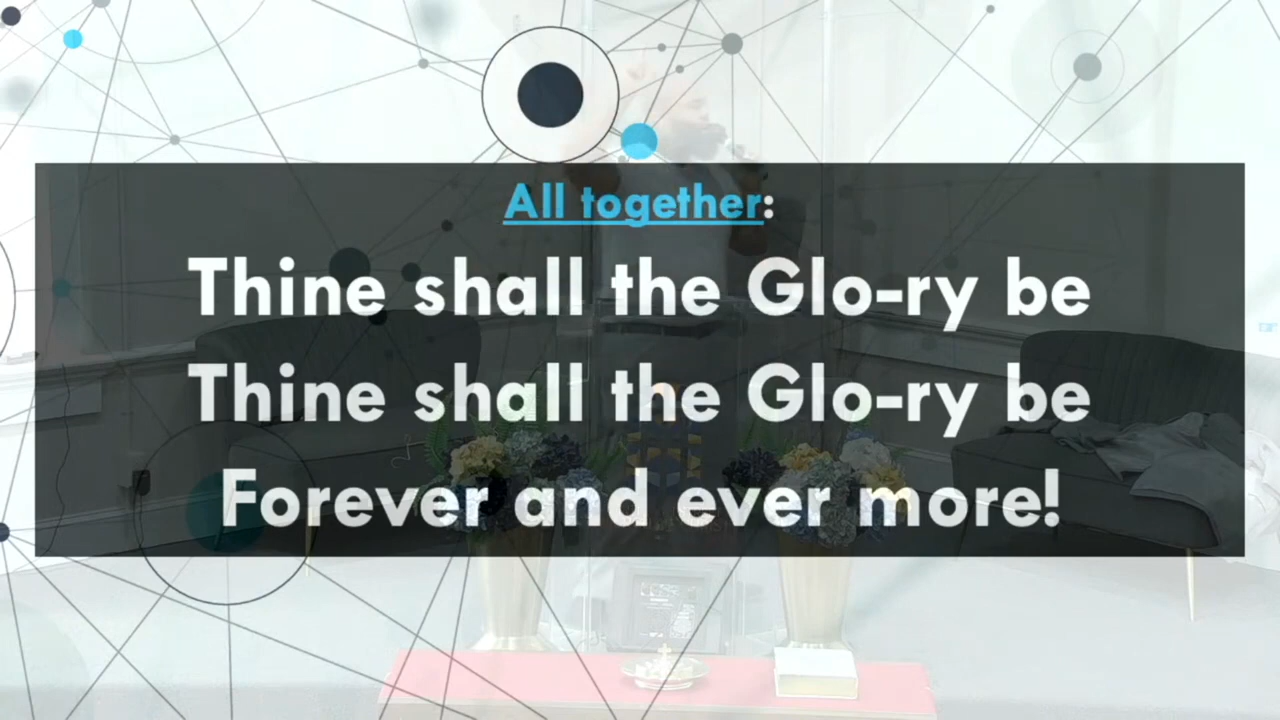 All together:
Thine shall the Glo-ry be
Thine shall the Glo-ry be
Forever and ever more!